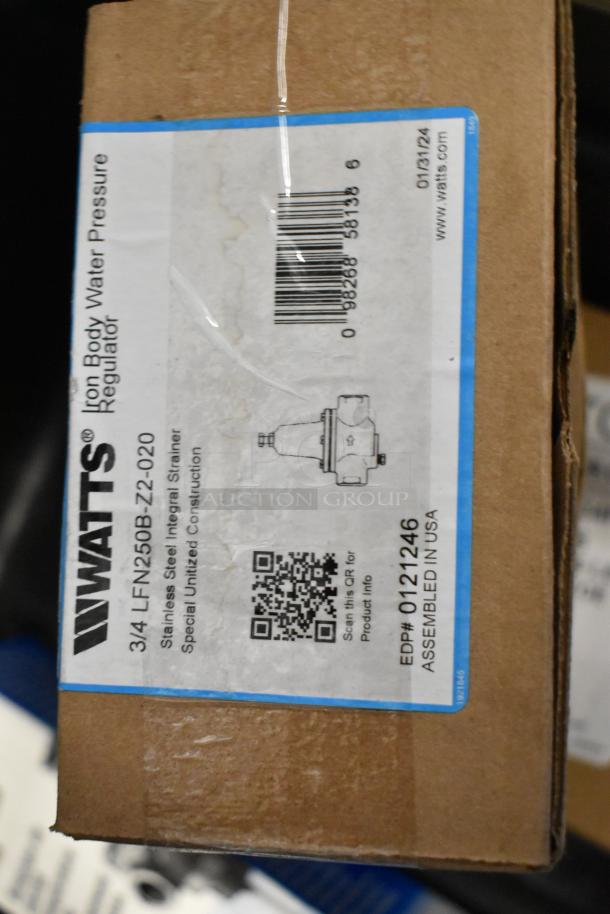 WATTS® Iron Body Water Pressure
Regulator
3/4 LFN250B-Z2-020
Stainless Steel Integral Strainer
Special Unitized Construction
Scan this QR for
Product Info
0 98268 58138 6
EDP# 0121246
ASSEMBLED IN USA
01/31/24
www.watts.com
1921845
1849
AUCTION GROUP